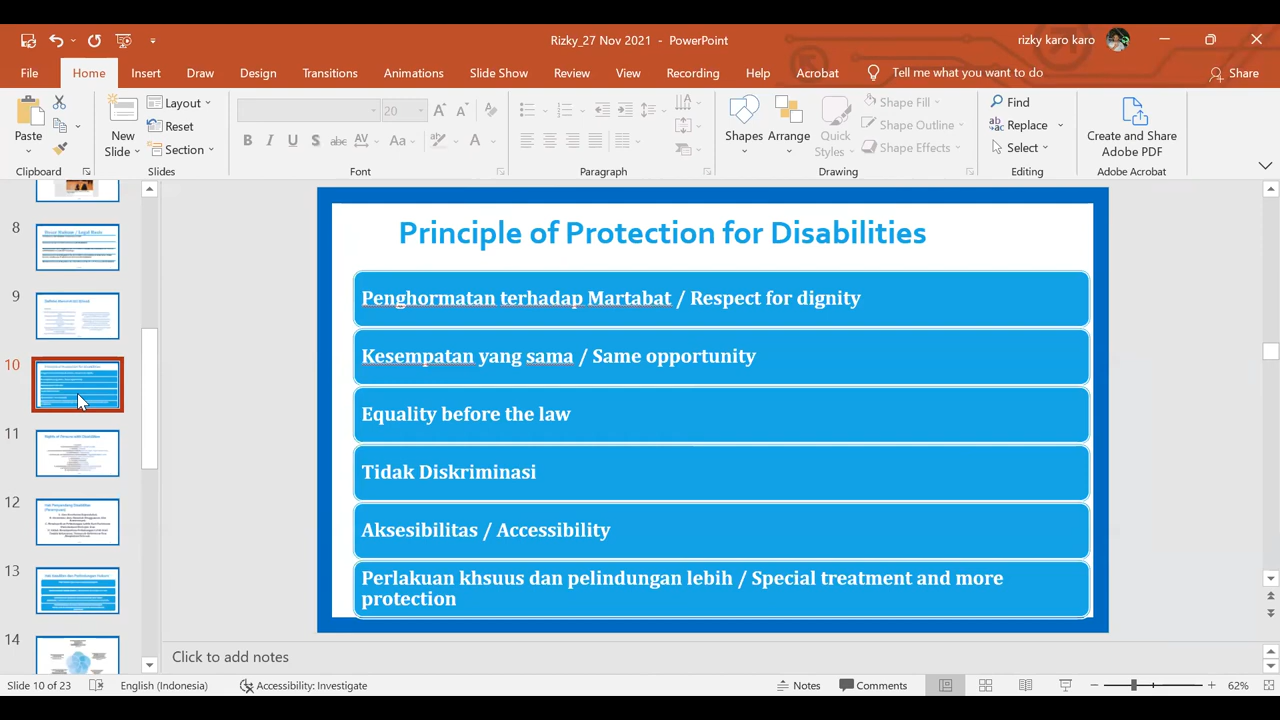 Rizky_27 Nov 2021 - PowerPoint
rizky karo karo
File Home Insert Draw Design Transitions Animations Slide Show Review View Recording Help Acrobat Tell me what you want to do Share
Paste
Clipboard
New Slide
Layout
Reset
Section
Slides
20
Font
Paragraph
Shapes
Arrange
Quick Styles
Shape Fill
Shape Outline
Shape Effects
Drawing
Find
Replace
Select
Editing
Create and Share Adobe PDF
Adobe Acrobat
8
9
10
11
12
13
14
Principle of Protection for Disabilities
Penghormatan terhadap Martabat / Respect for dignity
Kesempatan yang sama / Same opportunity
Equality before the law
Tidak Diskriminasi
Aksesibilitas / Accessibility
Perlakuan khsuus dan pelindungan lebih / Special treatment and more
protection
Click to add notes
Slide 10 of 23 English (Indonesia) Accessibility: Investigate Notes Comments 62%